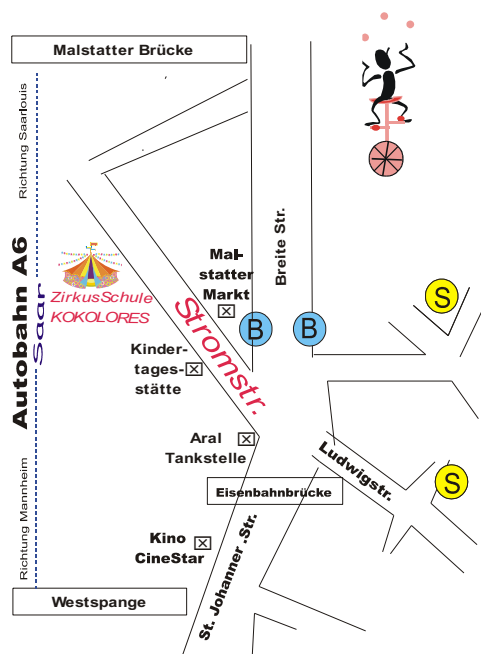 Malstatter Brücke
Richtung Saarlouis
Autobahn A6
Saar
Richtung Mannheim
ZirkusSchule
KOKOLORES
Mal-
statter
Markt
Breite Str.
Stromstr.
B
B
S
Kinder-
tages-
stätte
Aral
Tankstelle
Ludwigstr.
S
Eisenbahnbrücke
Kino
CineStar
St. Johanner .Str.
Westspange